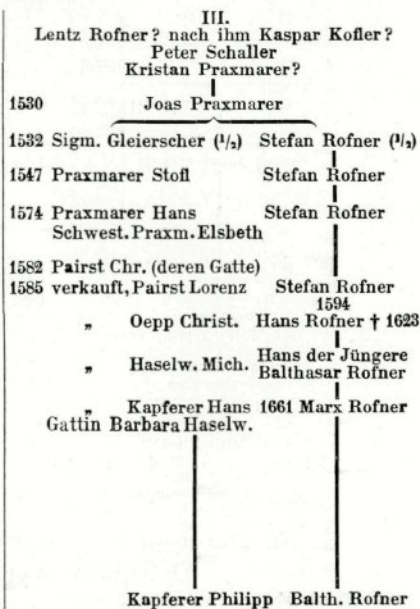 III.
Lentz Rofner? nach ihm Kaspar Kofler?
Peter Schaller
Kristan Praxmarer?
1530 Joas Praxmarer
1532 Sigm. Gleierscher (¹/₂) Stefan Rofner (¹/₂)
1547 Praxmarer Stofl Stefan Rofner
1574 Praxmarer Hans Stefan Rofner
Schwest. Praxm. Elsbeth
1582 Pairst Chr. (deren Gatte)
1585 verkauft, Pairst Lorenz Stefan Rofner
1594
„ Oepp Christ. Hans Rofner † 1623
„ Haselw. Mich. Hans der Jüngere
Balthasar Rofner
„ Kapferer Hans 1661 Marx Rofner
Gattin Barbara Haselw.
Kapferer Philipp Balth. Rofner